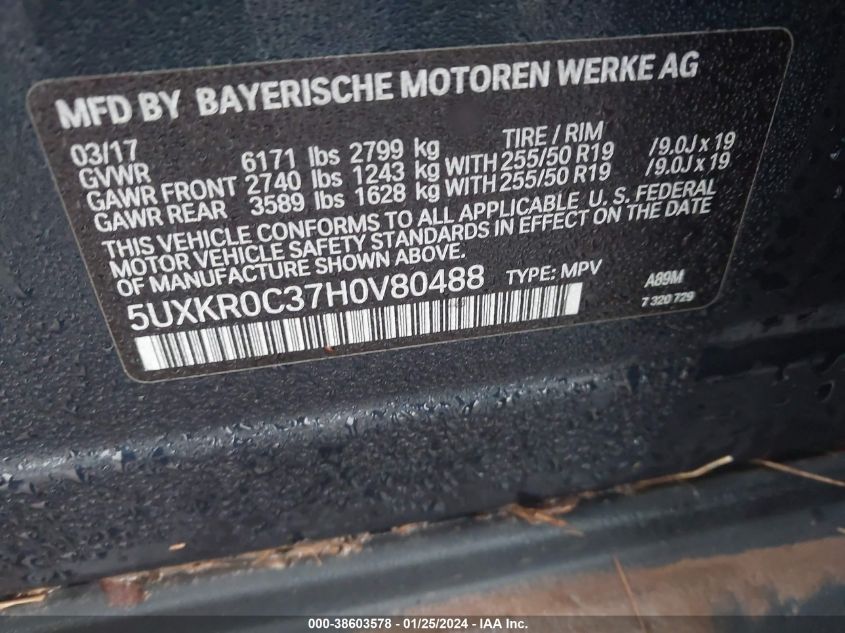 MFD BY BAYERISCHE MOTOREN WERKE AG
03/17 TIRE / RIM
GVWR 6171 lbs 2799 kg
GAWR FRONT 2740 lbs 1243 kg WITH 255/50 R19 /9.0J x 19
GAWR REAR 3589 lbs 1628 kg WITH 255/50 R19 /9.0J x 19
THIS VEHICLE CONFORMS TO ALL APPLICABLE U. S. FEDERAL
MOTOR VEHICLE SAFETY STANDARDS IN EFFECT ON THE DATE
OF MANUFACTURE SHOWN ABOVE.
5UXKR0C37H0V80488 TYPE: MPV A89M
7 320 729
000-38603578 - 01/25/2024 - IAA Inc.